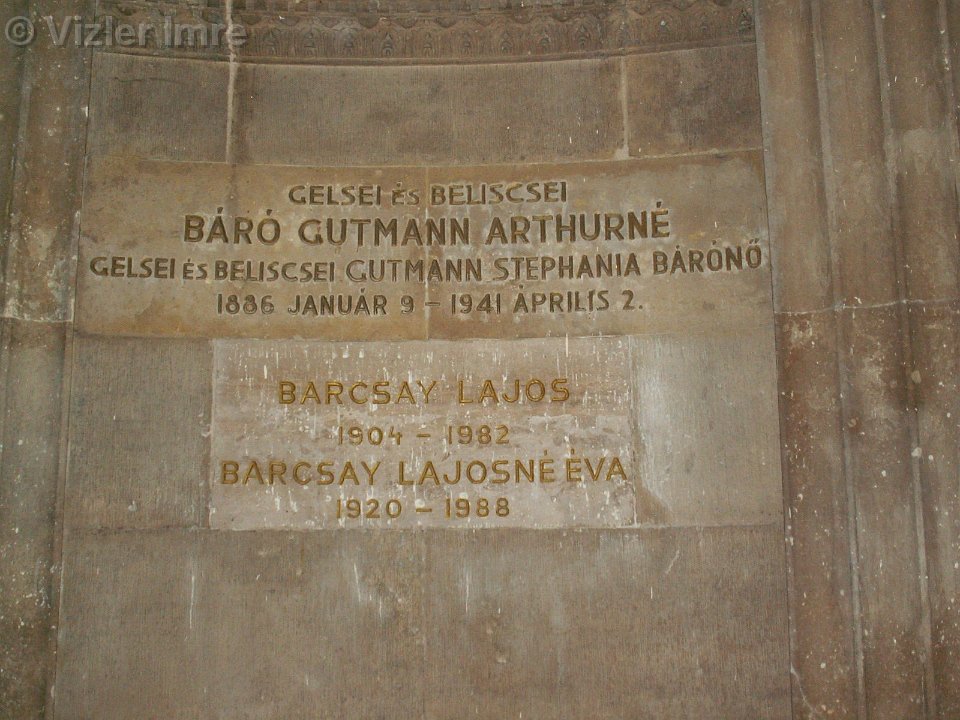 © Vizler Imre
GELSEI ÉS BELISCSEI
BÁRÓ GUTMANN ARTHURNÉ
GELSEI ÉS BELISCSEI GUTMANN STEPHANIA BÁRÓNŐ
1886 JANUÁR 9 – 1941 ÁPRILIS 2.
BARCSAY LAJOS
1904 – 1982
BARCSAY LAJOSNÉ ÉVA
1920 – 1988